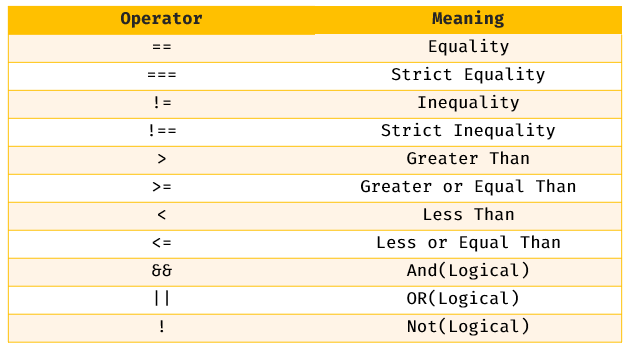 Operator Meaning
== Equality
=== Strict Equality
!= Inequality
!== Strict Inequality
> Greater Than
>= Greater or Equal Than
< Less Than
<= Less or Equal Than
&& And(Logical)
|| OR(Logical)
! Not(Logical)